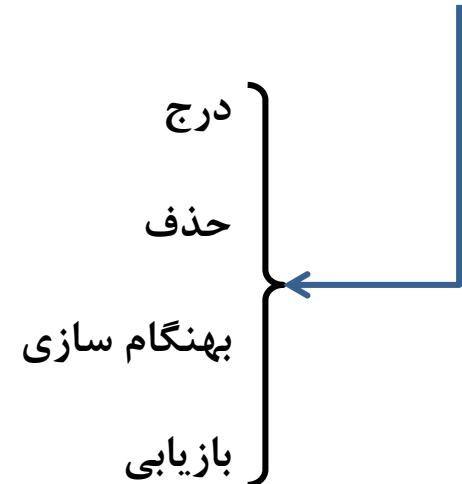 درج
حذف
بهنگام سازی
بازیابی